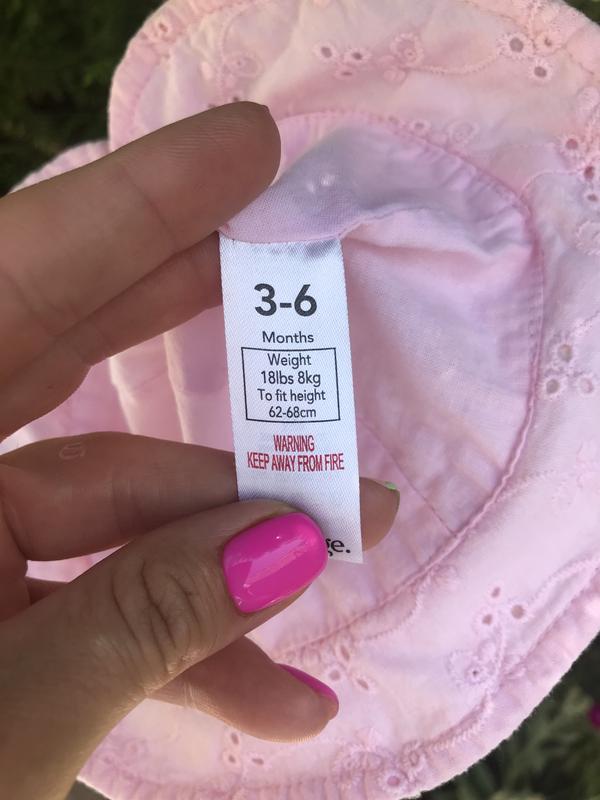 3-6
Months
Weight
18lbs 8kg
To fit height
62-68cm
WARNING
KEEP AWAY FROM FIRE